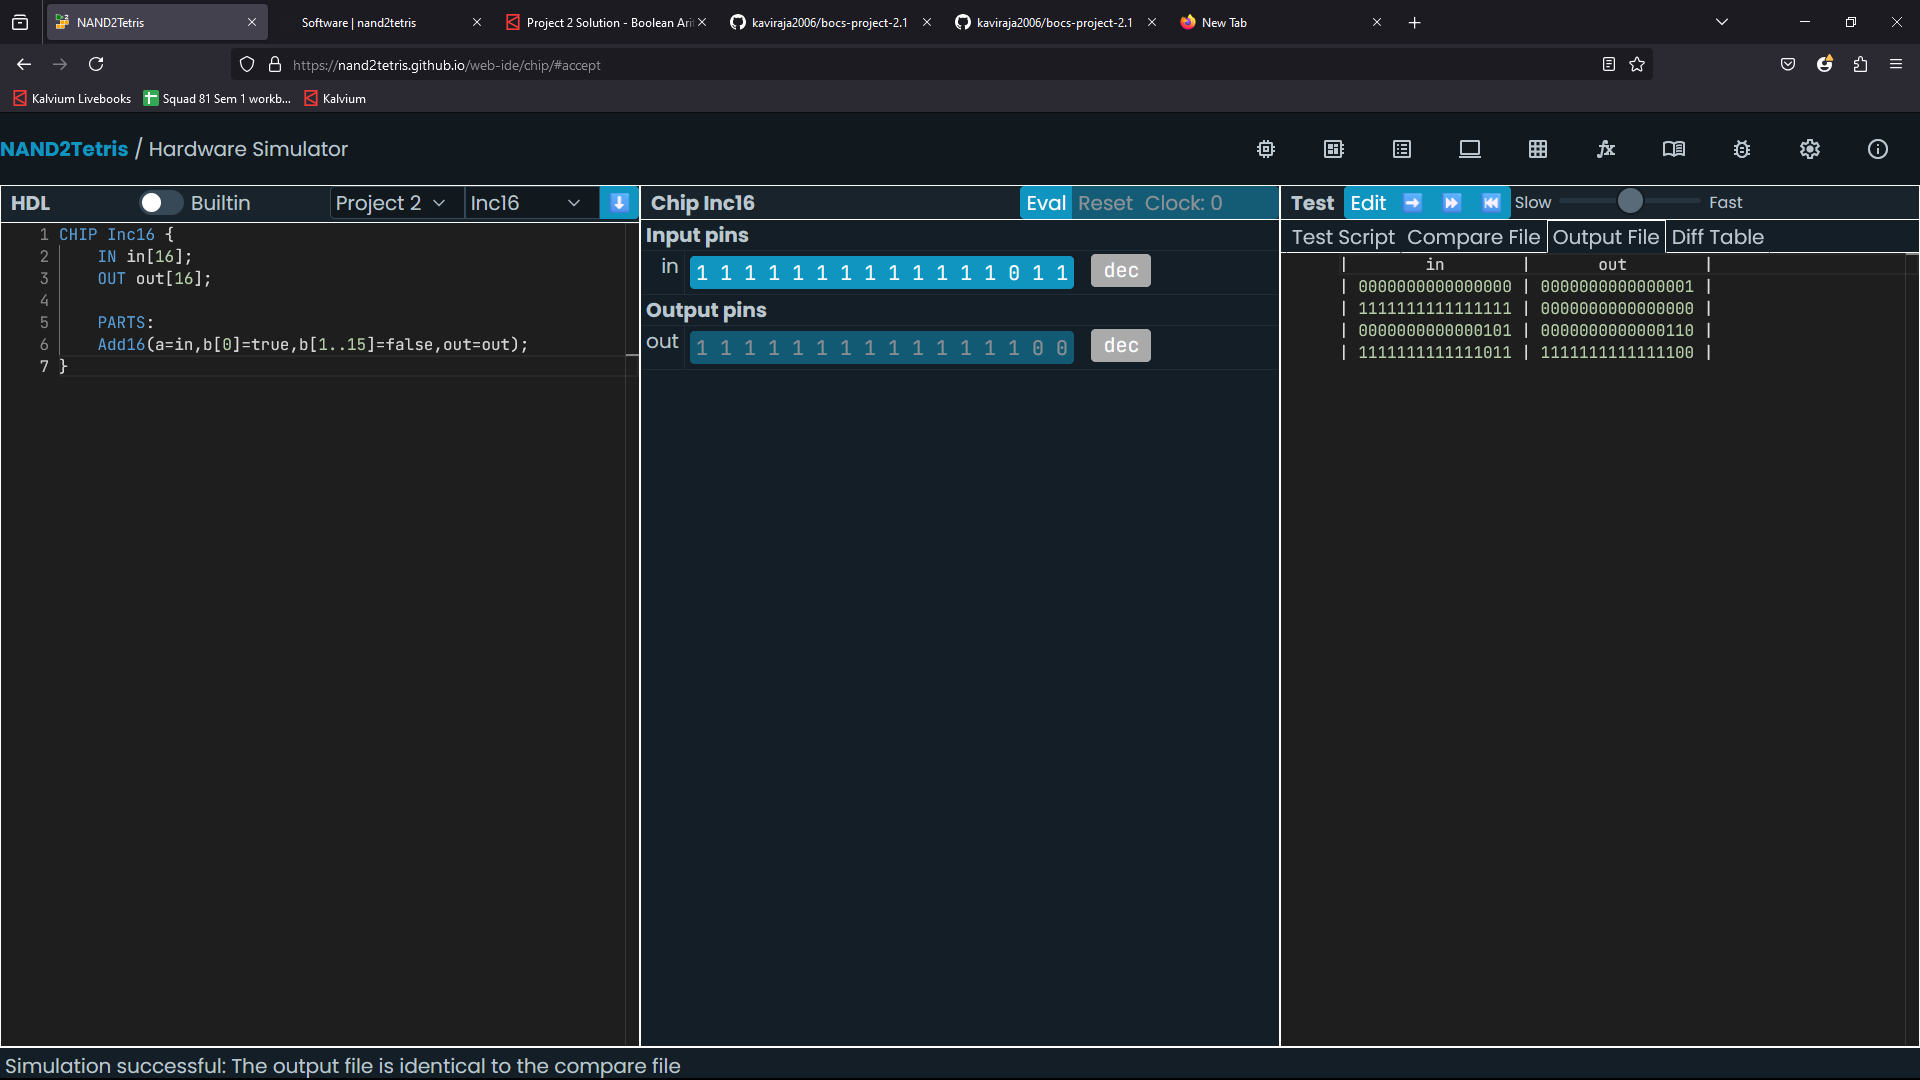 NAND2Tetris
Software | nand2tetris
Project 2 Solution - Boolean Ari
kaviraja2006/bocs-project-2.1
kaviraja2006/bocs-project-2.1
New Tab
https://nand2tetris.github.io/web-ide/chip/#accept
Kalvium Livebooks
Squad 81 Sem 1 workb...
Kalvium
NAND2Tetris / Hardware Simulator
HDL
Builtin
Project 2
Inc16
1 CHIP Inc16 {
2 IN in[16];
3 OUT out[16];
4
5 PARTS:
6 Add16(a=in,b[0]=true,b[1..15]=false,out=out);
7 }
Chip Inc16
Eval Reset Clock: 0
Input pins
in 1 1 1 1 1 1 1 1 1 1 1 1 1 0 1 1 dec
Output pins
out 1 1 1 1 1 1 1 1 1 1 1 1 1 1 0 0 dec
Test Edit Slow Fast
Test Script Compare File Output File Diff Table
| in | out |
| 0000000000000000 | 0000000000000001 |
| 1111111111111111 | 0000000000000000 |
| 0000000000000101 | 0000000000000110 |
| 1111111111111011 | 1111111111111100 |
Simulation successful: The output file is identical to the compare file